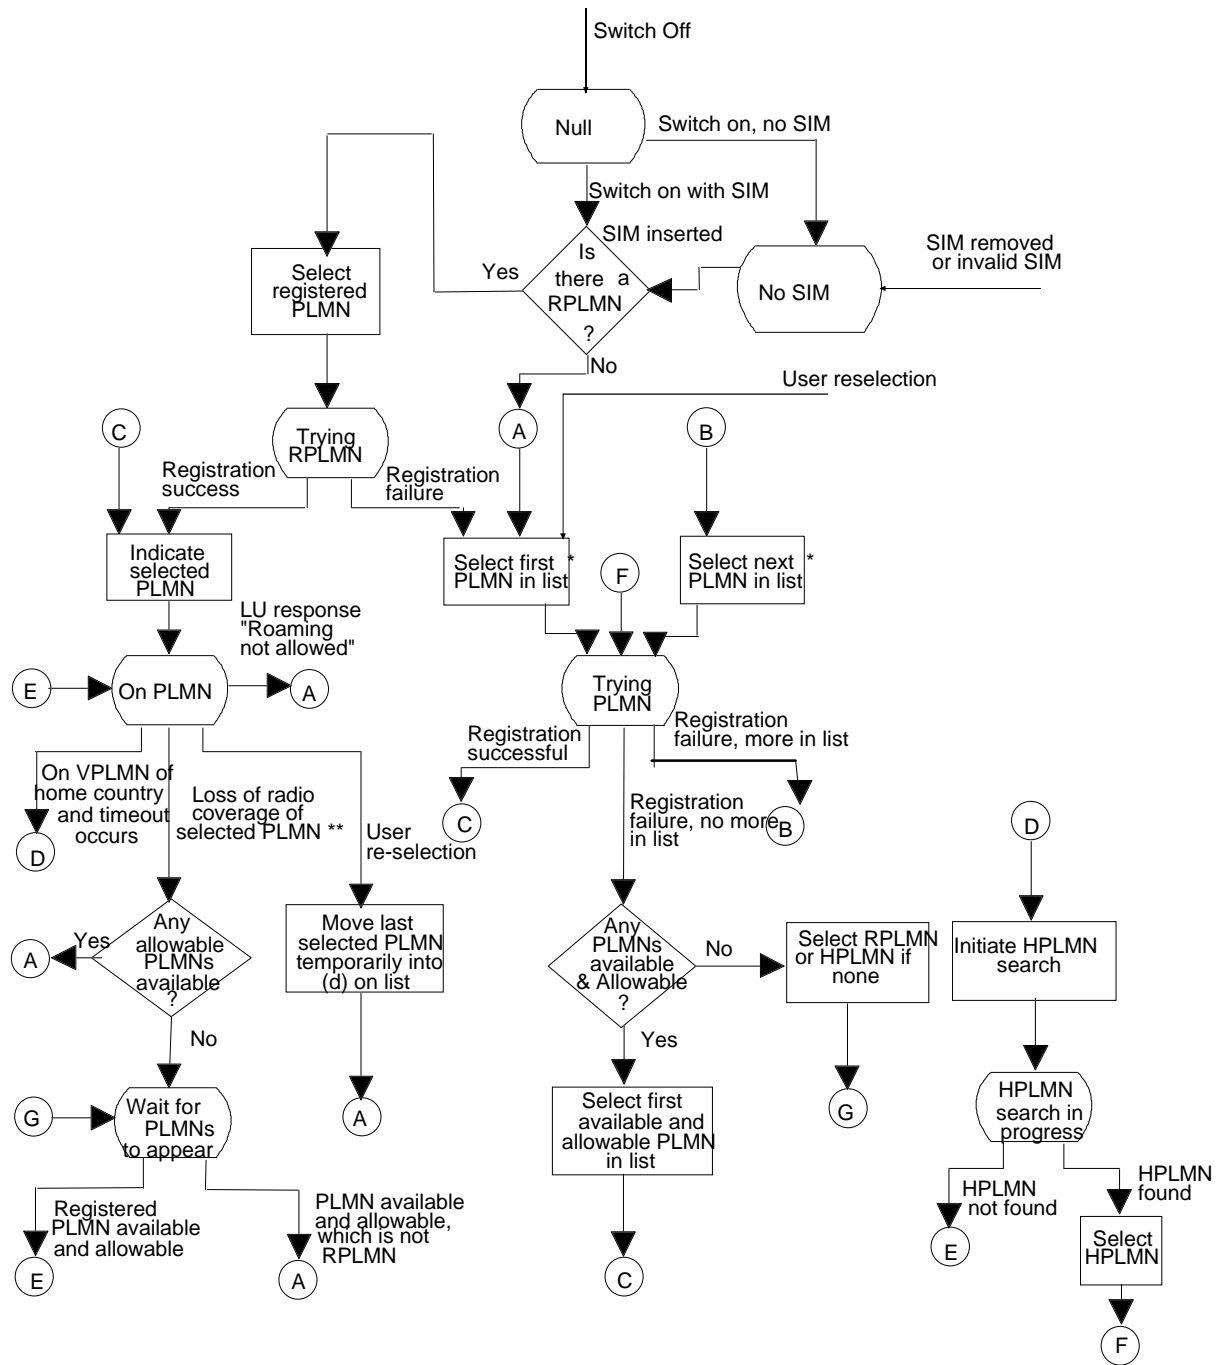 Switch Off
Null
Switch on, no SIM
Switch on with SIM
SIM inserted
SIM removed
or invalid SIM
Select
registered
PLMN
Yes
Is
there a
RPLMN
?
No SIM
No
User reselection
C
Trying
RPLMN
A
B
Registration
success
Registration
failure
Indicate
selected
PLMN
Select first *
PLMN in list
F
Select next *
PLMN in list
LU response
"Roaming
not allowed"
E
On PLMN
A
Trying
PLMN
Registration
successful
Registration
failure, more in list
On VPLMN of
home country
and timeout
occurs
D
Loss of radio
coverage of
selected PLMN **
User
re-selection
C
Registration
failure, no more
in list
B
D
A
Yes
Any
allowable
PLMNs
available
?
Move last
selected PLMN
temporarily into
(d) on list
Any
PLMNs
available
& Allowable
?
No
Select RPLMN
or HPLMN if
none
Initiate HPLMN
search
No
Yes
G
Wait for
PLMNs
to appear
A
Select first
available and
allowable PLMN
in list
G
HPLMN
search in
progress
Registered
PLMN available
and allowable
PLMN available
and allowable,
which is not
RPLMN
HPLMN
not found
HPLMN
found
E
A
C
E
Select
HPLMN
F